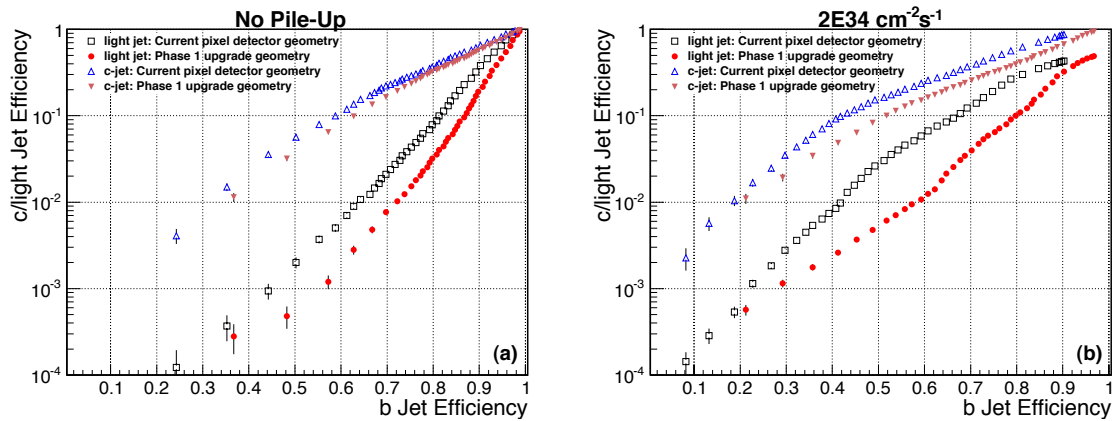 No Pile-Up
c/light Jet Efficiency
1
10⁻¹
10⁻²
10⁻³
10⁻⁴
light jet: Current pixel detector geometry
light jet: Phase 1 upgrade geometry
c-jet: Current pixel detector geometry
c-jet: Phase 1 upgrade geometry
(a)
0.1 0.2 0.3 0.4 0.5 0.6 0.7 0.8 0.9 1
b Jet Efficiency
2E34 cm⁻²s⁻¹
c/light Jet Efficiency
1
10⁻¹
10⁻²
10⁻³
10⁻⁴
light jet: Current pixel detector geometry
light jet: Phase 1 upgrade geometry
c-jet: Current pixel detector geometry
c-jet: Phase 1 upgrade geometry
(b)
0.1 0.2 0.3 0.4 0.5 0.6 0.7 0.8 0.9 1
b Jet Efficiency